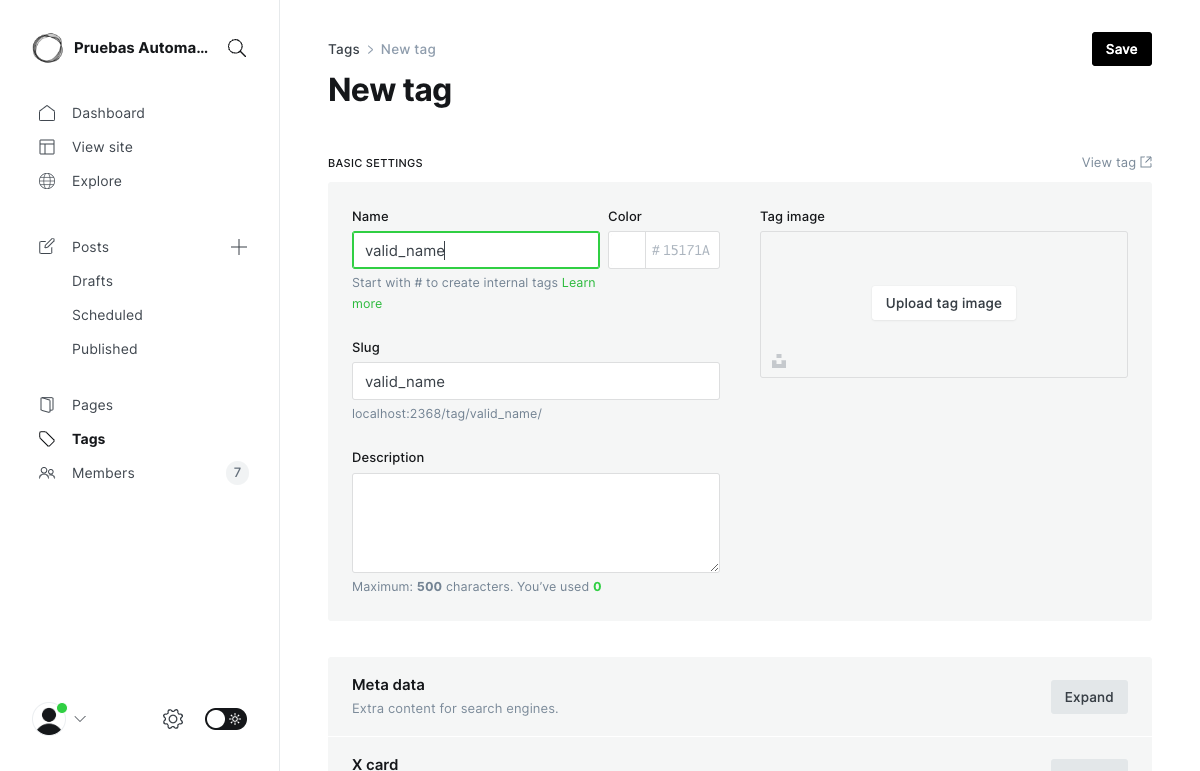 Pruebas Automa...
Dashboard
View site
Explore
Posts
Drafts
Scheduled
Published
Pages
Tags
Members 7
Tags > New tag
Save
New tag
BASIC SETTINGS
View tag
Name
valid_name
Start with # to create internal tags Learn
more
Color
# 15171A
Tag image
Upload tag image
Slug
valid_name
localhost:2368/tag/valid_name/
Description
Maximum: 500 characters. You've used 0
Meta data
Extra content for search engines.
Expand
X card